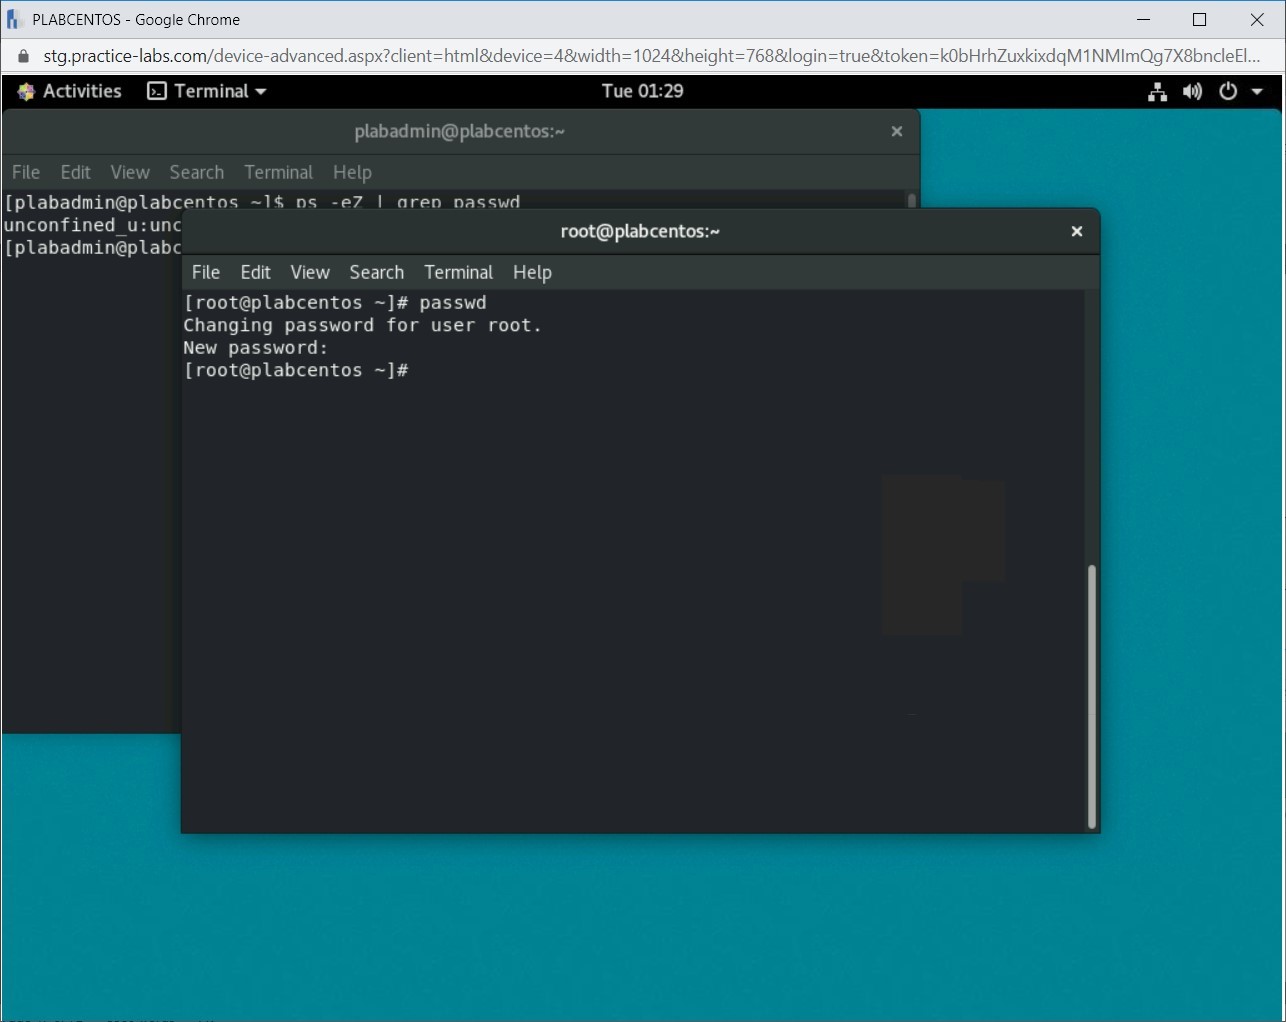 PLABCENTOS - Google Chrome
stg.practice-labs.com/device-advanced.aspx?client=html&device=4&width=1024&height=768&login=true&token=k0bHrhZuxkixdqM1NMImQg7X8bncleEl...
Activities Terminal Tue 01:29
plabadmin@plabcentos:~
File Edit View Search Terminal Help
[plabadmin@plabcentos ~]$ ps -eZ | grep passwd
unconfined_u:unc
[plabadmin@plabc
root@plabcentos:~
File Edit View Search Terminal Help
[root@plabcentos ~]# passwd
Changing password for user root.
New password:
[root@plabcentos ~]#